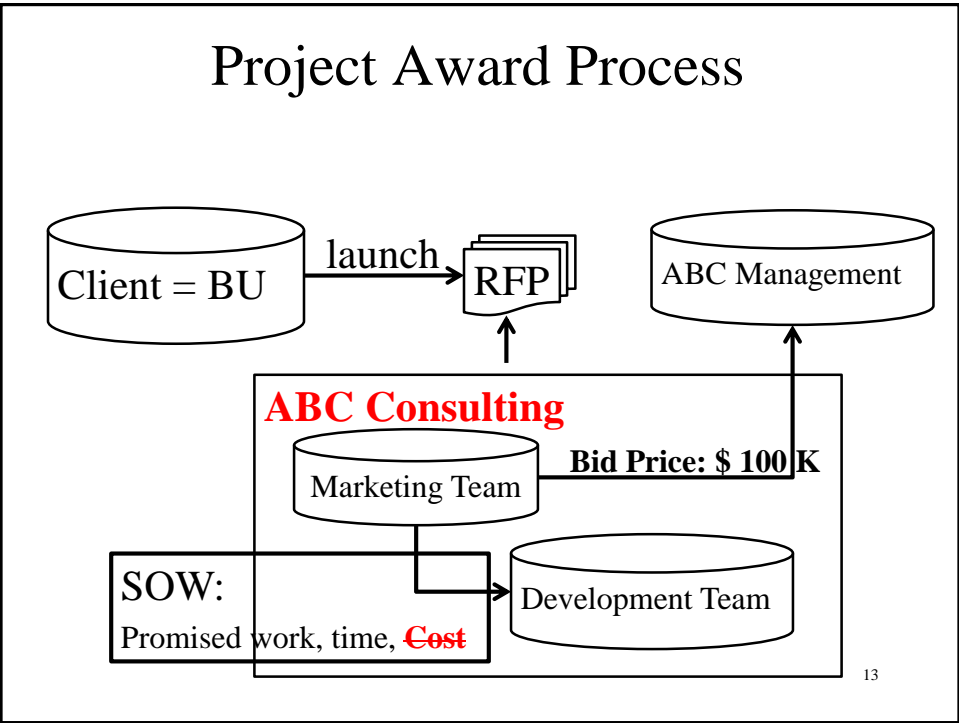 Project Award Process
Client = BU
launch
RFP
ABC Management
ABC Consulting
Marketing Team
Bid Price: $ 100 K
SOW:
Promised work, time, Cost
Development Team
13